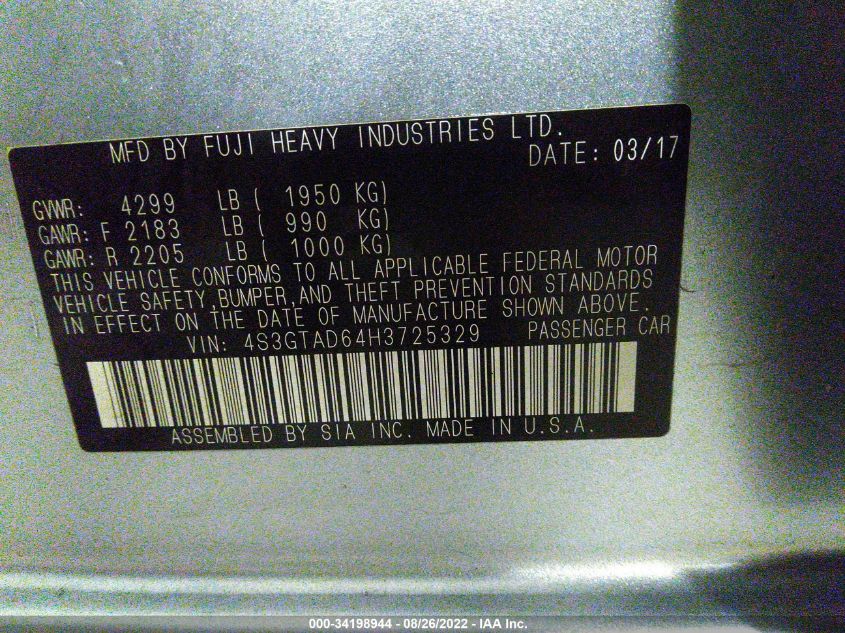 MFD BY FUJI HEAVY INDUSTRIES LTD.
DATE: 03/17
GVWR: 4299 LB ( 1950 KG)
GAWR: F 2183 LB ( 990 KG)
GAWR: R 2205 LB ( 1000 KG)
THIS VEHICLE CONFORMS TO ALL APPLICABLE FEDERAL MOTOR
VEHICLE SAFETY,BUMPER,AND THEFT PREVENTION STANDARDS
IN EFFECT ON THE DATE OF MANUFACTURE SHOWN ABOVE.
VIN: 4S3GTAD64H3725329 PASSENGER CAR
ASSEMBLED BY SIA INC. MADE IN U.S.A.
000-34198944 - 08/26/2022 - IAA Inc.